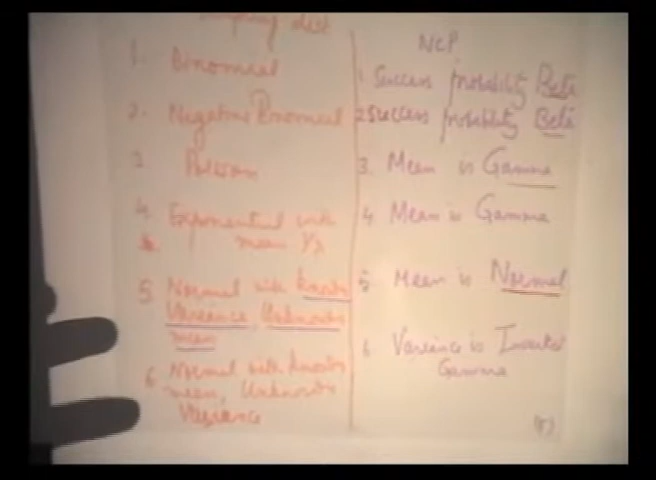 Sampling dist
NCP
1. Binomial
1 Success probability Beta
2. Negative Binomial
2 Success probability Beta
3. Poisson
3. Mean is Gamma
4. Exponential with
mean 1/λ
4. Mean is Gamma
5. Normal with known
Variance, Unknown
mean
5. Mean is Normal
6. Normal with known
mean, Unknown
Variance
6. Variance is Inverted
Gamma